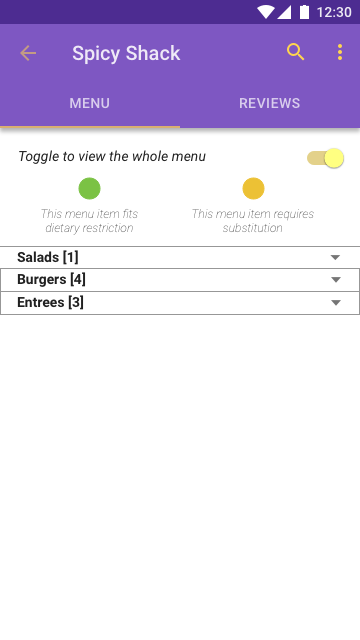 12:30
Spicy Shack
MENU
REVIEWS
Toggle to view the whole menu
This menu item fits
dietary restriction
This menu item requires
substitution
Salads [1]
Burgers [4]
Entrees [3]